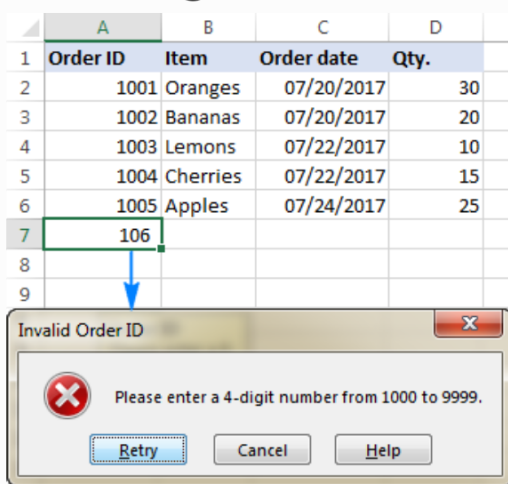 A B C D
1 Order ID Item Order date Qty.
2 1001 Oranges 07/20/2017 30
3 1002 Bananas 07/20/2017 20
4 1003 Lemons 07/22/2017 10
5 1004 Cherries 07/22/2017 15
6 1005 Apples 07/24/2017 25
7 106
8
9
Invalid Order ID
Please enter a 4-digit number from 1000 to 9999.
Retry Cancel Help